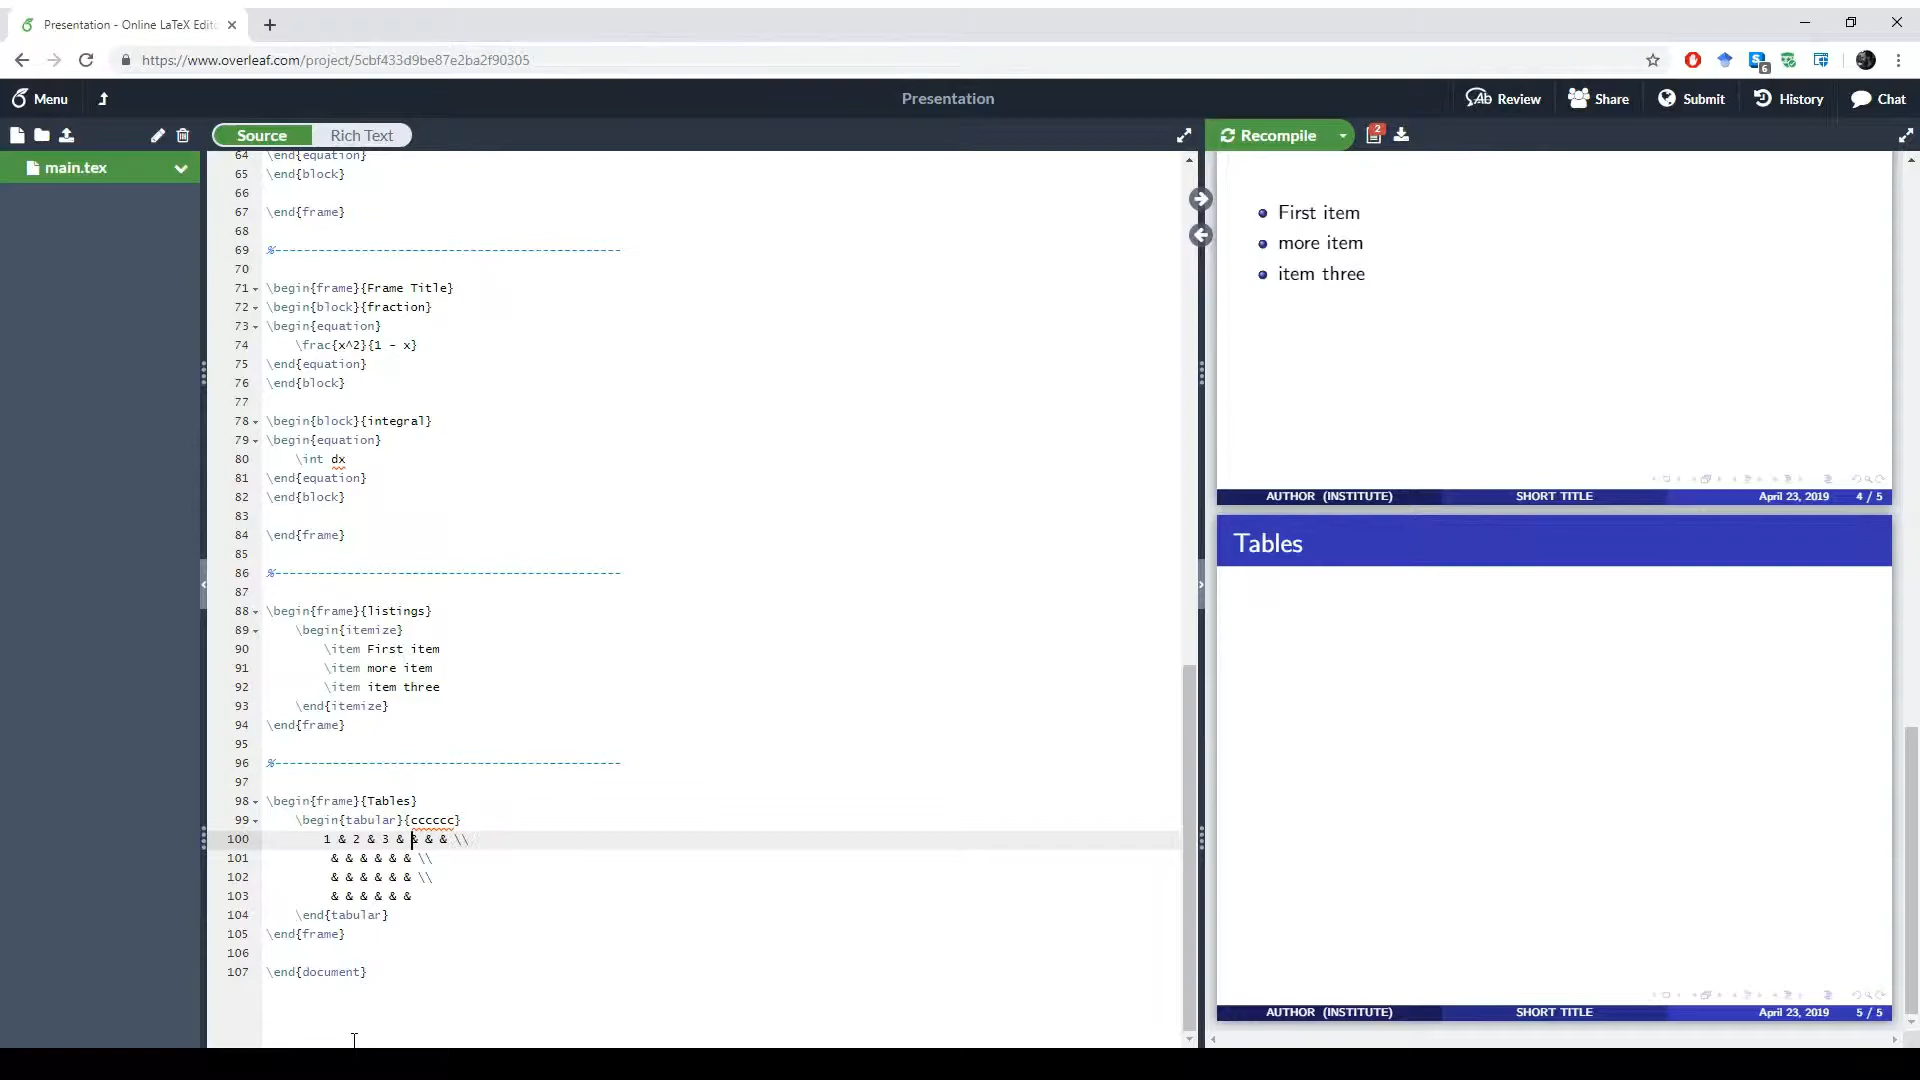 Presentation - Online LaTeX Edito
https://www.overleaf.com/project/5cbf433d9be87e2ba2f90305
6
Menu
Presentation
Ab Review
Share
Submit
History
Chat
Source
Rich Text
Recompile
2
main.tex
64 \end{equation}
65 \end{block}
66
67 \end{frame}
68
69 %------------------------------------------------
70
71 \begin{frame}{Frame Title}
72 \begin{block}{fraction}
73 \begin{equation}
74 \frac{x^2}{1 - x}
75 \end{equation}
76 \end{block}
77
78 \begin{block}{integral}
79 \begin{equation}
80 \int dx
81 \end{equation}
82 \end{block}
83
84 \end{frame}
85
86 %------------------------------------------------
87
88 \begin{frame}{listings}
89 \begin{itemize}
90 \item First item
91 \item more item
92 \item item three
93 \end{itemize}
94 \end{frame}
95
96 %------------------------------------------------
97
98 \begin{frame}{Tables}
99 \begin{tabular}{cccccc}
100 1 & 2 & 3 & & & & \\
101 & & & & & & \\
102 & & & & & & \\
103 & & & & & &
104 \end{tabular}
105 \end{frame}
106
107 \end{document}
First item
more item
item three
AUTHOR (INSTITUTE) SHORT TITLE April 23, 2019 4 / 5
Tables
AUTHOR (INSTITUTE) SHORT TITLE April 23, 2019 5 / 5